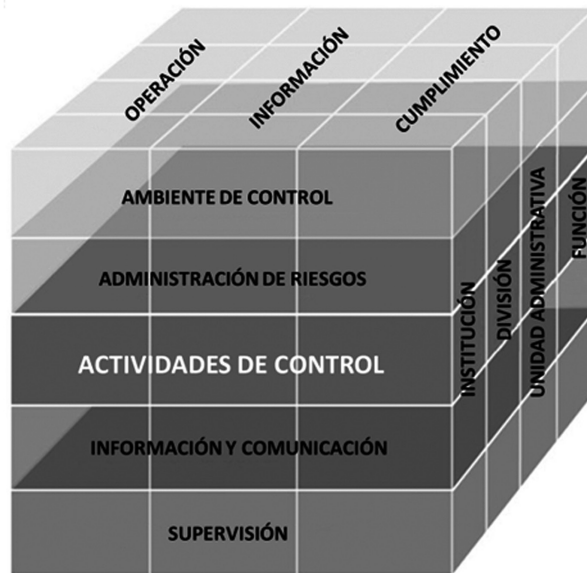 OPERACIÓN
INFORMACIÓN
CUMPLIMIENTO
AMBIENTE DE CONTROL
ADMINISTRACIÓN DE RIESGOS
ACTIVIDADES DE CONTROL
INFORMACIÓN Y COMUNICACIÓN
SUPERVISIÓN
INSTITUCIÓN
DIVISIÓN
UNIDAD ADMINISTRATIVA
FUNCIÓN